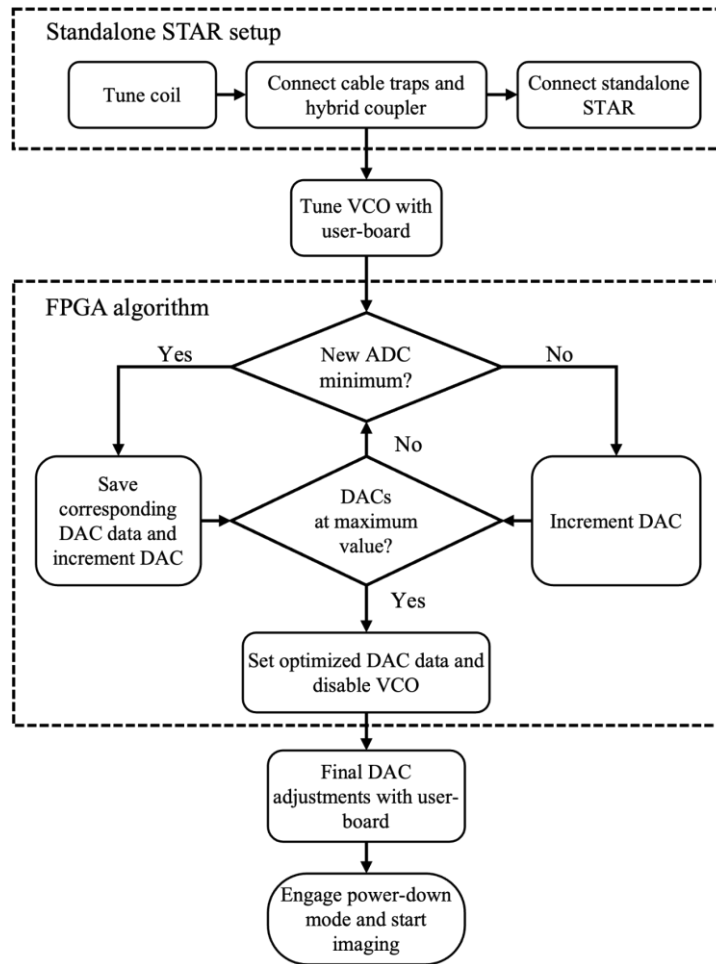 Standalone STAR setup
Tune coil
Connect cable traps and
hybrid coupler
Connect standalone
STAR
Tune VCO with
user-board
FPGA algorithm
Yes
New ADC
minimum?
No
No
Save
corresponding
DAC data and
increment DAC
DACs
at maximum
value?
Increment DAC
Yes
Set optimized DAC data and
disable VCO
Final DAC
adjustments with user-
board
Engage power-down
mode and start
imaging